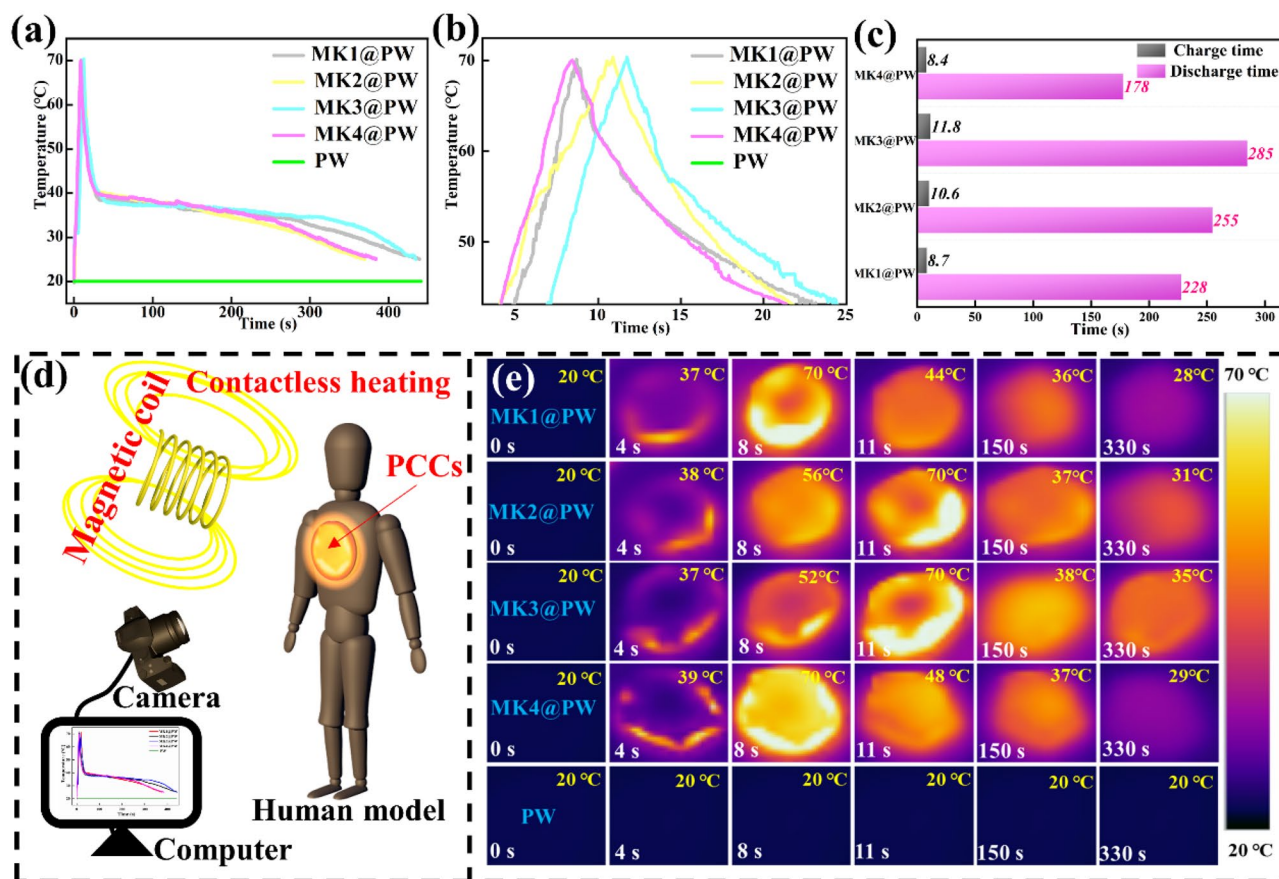 (a)
MK1@PW
MK2@PW
MK3@PW
MK4@PW
PW
Temperature (°C)
80
70
60
50
40
30
20
0 100 200 300 400
Time (s)
(b)
MK1@PW
MK2@PW
MK3@PW
MK4@PW
PW
Temperature (°C)
70
60
50
5 10 15 20 25
Time (s)
(c)
Charge time
Discharge time
MK4@PW
8.4
178
MK3@PW
11.8
285
MK2@PW
10.6
255
MK1@PW
8.7
228
0 50 100 150 200 250 300
Time (s)
(d)
Contactless heating
Magnetic coil
PCCs
Camera
Human model
Computer
(e)
20 °C 37°C 70 °C 44°C 36°C 28°C
MK1@PW
0 s 4 s 8 s 11 s 150 s 330 s
20 °C 38°C 56°C 70°C 37°C 31°C
MK2@PW
0 s 4 s 8 s 11 s 150 s 330 s
20 °C 37°C 52°C 70°C 38°C 35°C
MK3@PW
0 s 4 s 8 s 11 s 150 s 330 s
20 °C 39°C 70°C 48°C 37°C 29°C
MK4@PW
0 s 4 s 8 s 11 s 150 s 330 s
20 °C 20 °C 20 °C 20 °C 20 °C 20 °C
PW
0 s 4 s 8 s 11 s 150 s 330 s
70 °C
20 °C